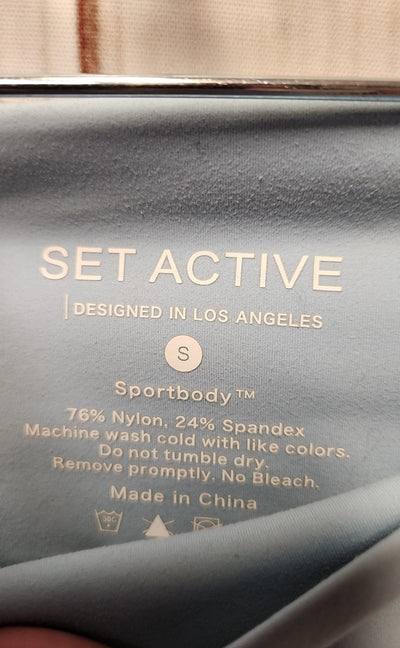 SET ACTIVE
DESIGNED IN LOS ANGELES
S
Sportbody™
76% Nylon, 24% Spandex
Machine wash cold with like colors.
Do not tumble dry.
Remove promptly. No Bleach.
Made in China